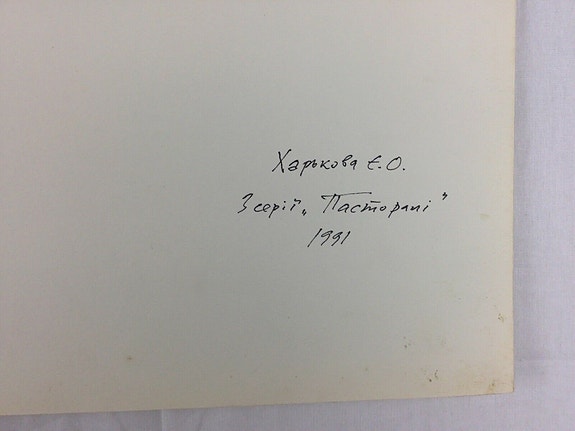 Харькова Є.О.
З серії „Пасторалі"
1991